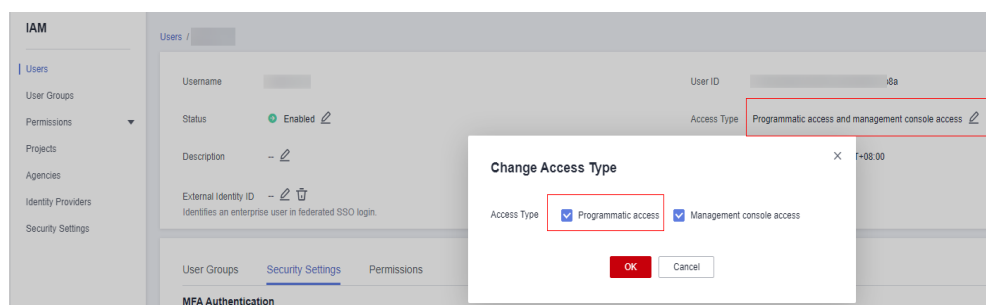 IAM
Users /
Users
User Groups
Permissions
Projects
Agencies
Identity Providers
Security Settings
Username
User ID 8a
Status Enabled
Access Type Programmatic access and management console access
Description --
T+08:00
External Identity ID --
Identifies an enterprise user in federated SSO login.
Change Access Type
Access Type Programmatic access Management console access
OK Cancel
User Groups Security Settings Permissions
MFA Authentication